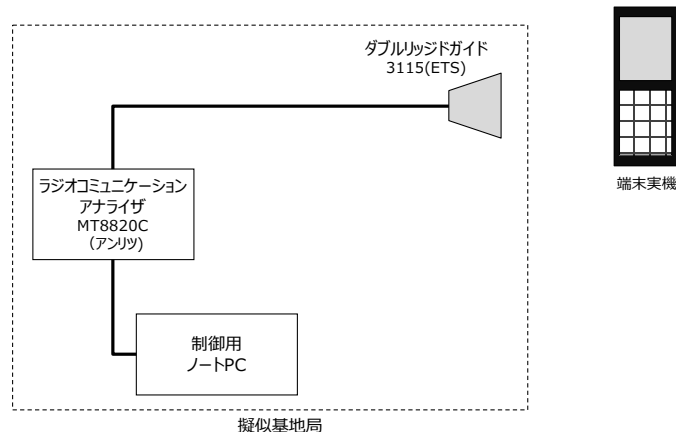 ダブルリッジドガイド
3115(ETS)
ラジオコミュニケーション
アナライザ
MT8820C
（アンリツ)
制御用
ノートPC
擬似基地局
端末実機